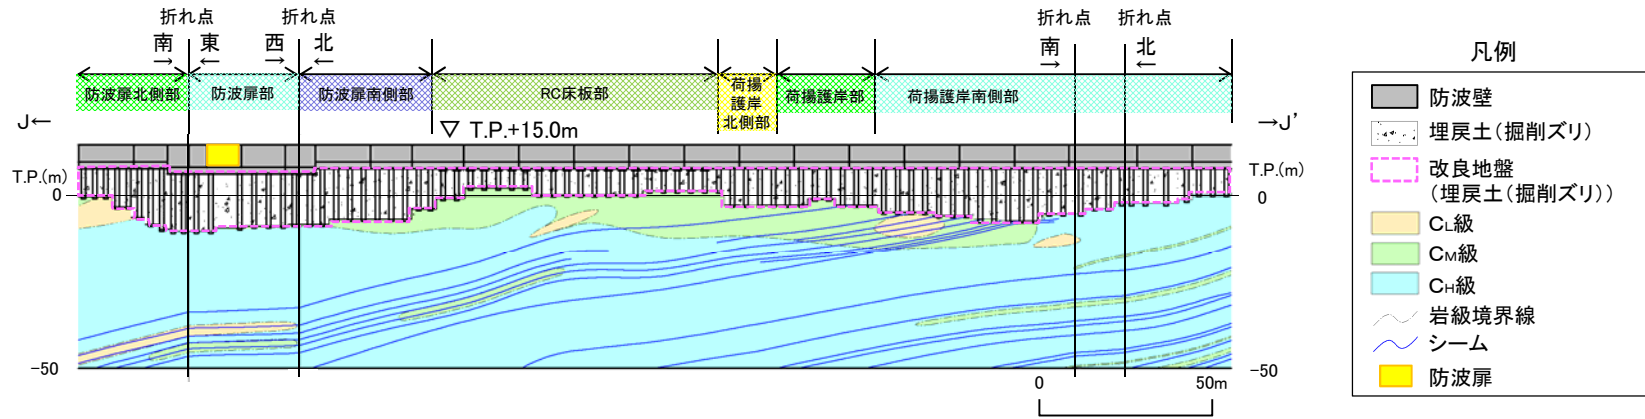 折れ点
折れ点
折れ点
折れ点
南
東
西
北
南
北
防波扉北側部
防波扉部
防波扉南側部
RC床板部
荷揚
護岸
北側部
荷揚護岸部
荷揚護岸南側部
J←
▽ T.P.+15.0m
→J’
T.P.(m)
T.P.(m)
0
0
-50
-50
0
50m
凡例
防波壁
埋戻土(掘削ズリ)
改良地盤
(埋戻土(掘削ズリ))
CL級
CM級
CH級
岩級境界線
シーム
防波扉